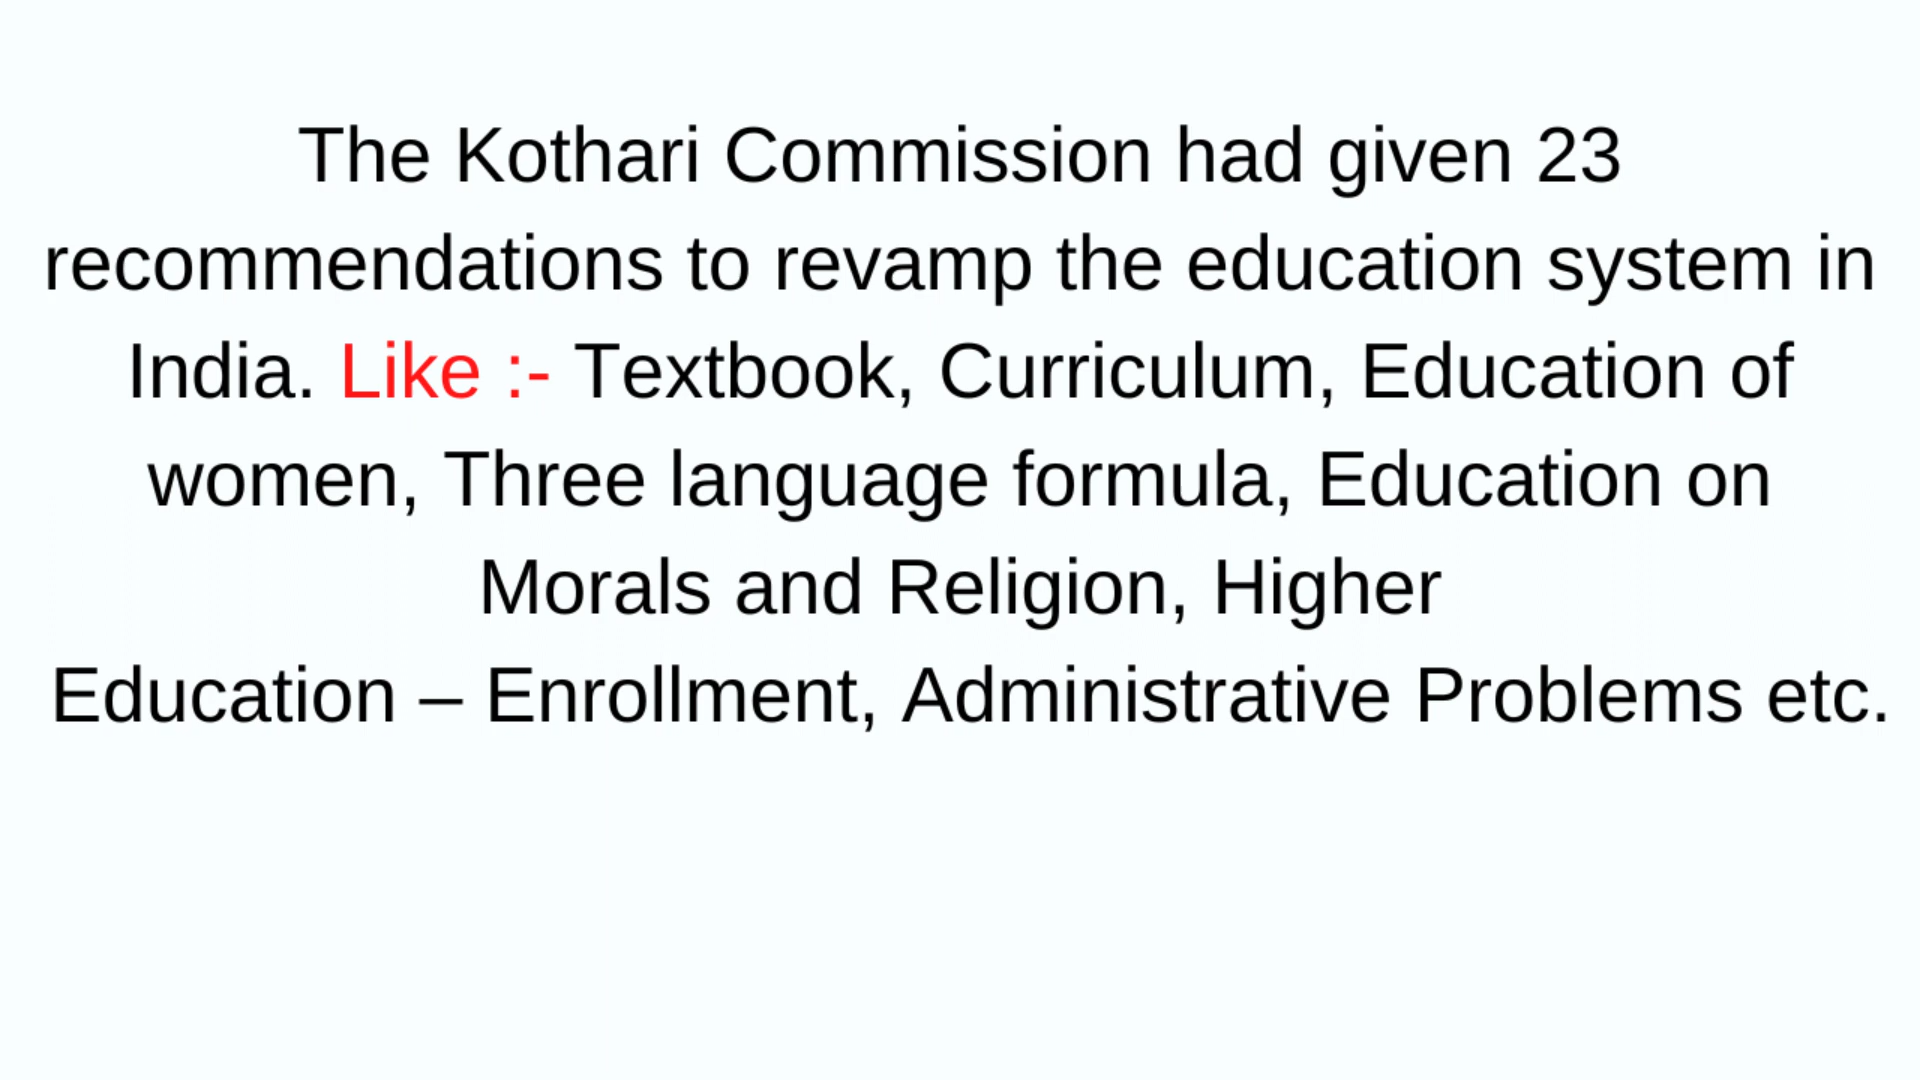 The Kothari Commission had given 23
recommendations to revamp the education system in
India. Like :- Textbook, Curriculum, Education of
women, Three language formula, Education on
Morals and Religion, Higher
Education – Enrollment, Administrative Problems etc.